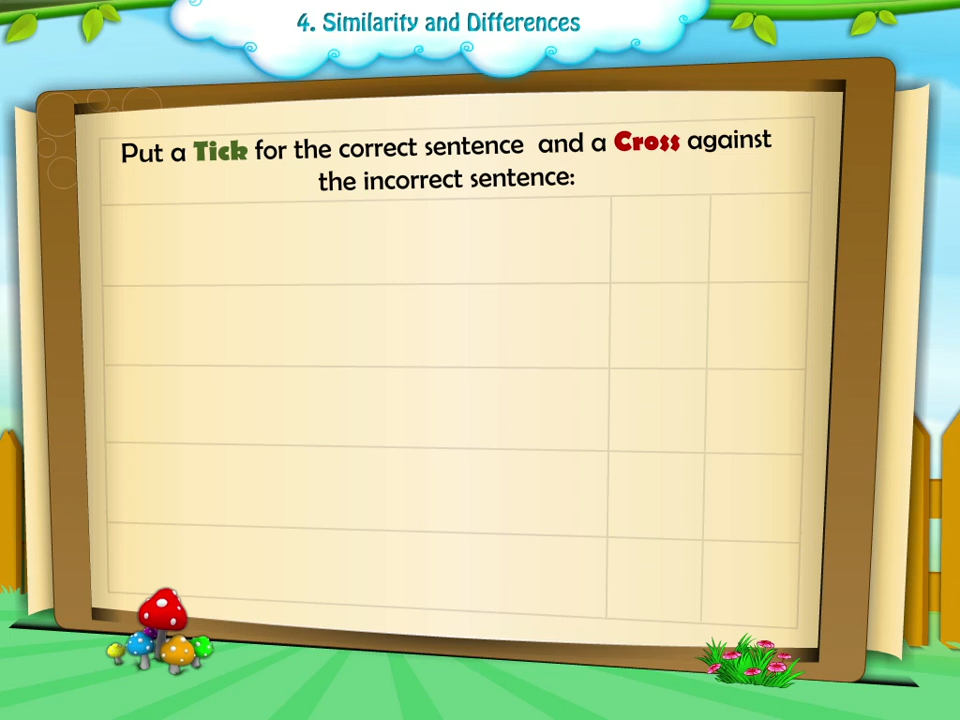 4. Similarity and Differences
Put a Tick for the correct sentence and a Cross against
the incorrect sentence: